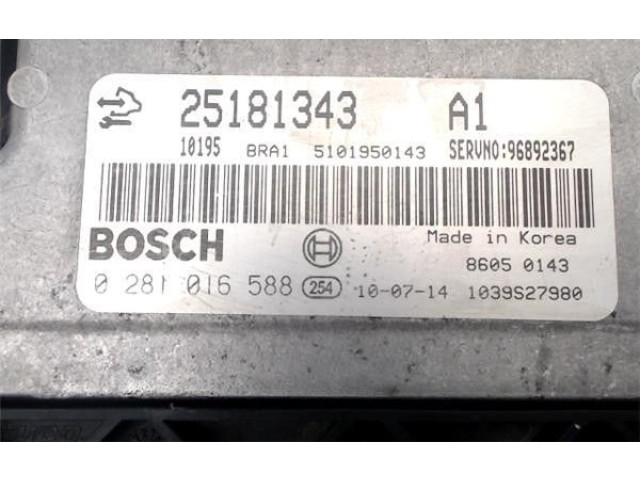 25181343 A1
10195 BRA1 5101950143 SERVNO:96892367
BOSCH Made in Korea
8605 0143
0 281 016 588 254 10-07-14 1039S27980